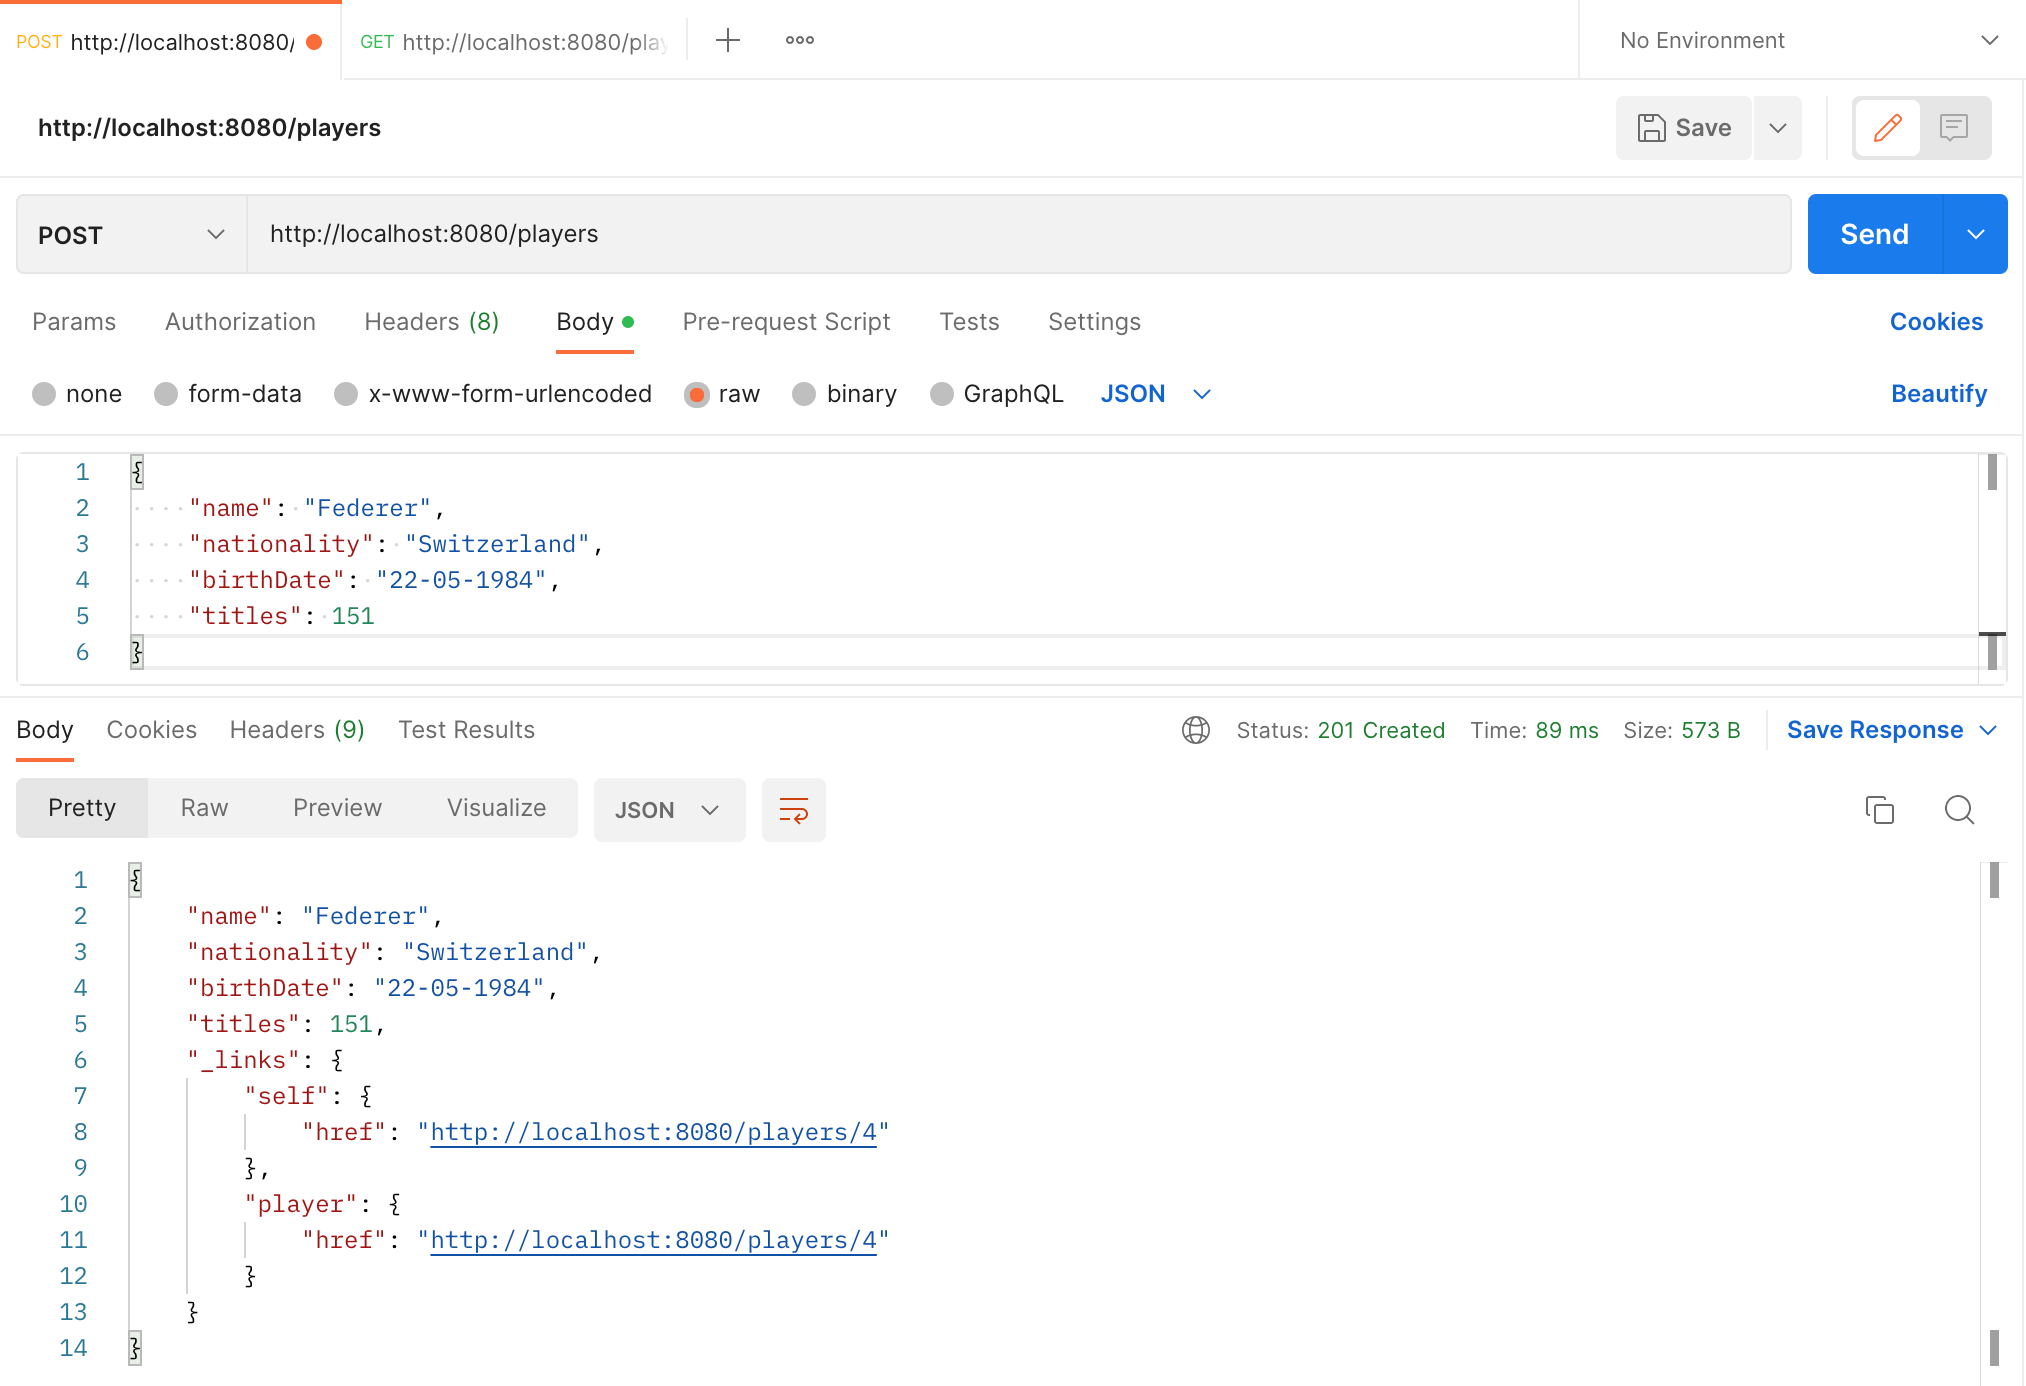 POST http://localhost:8080/ GET http://localhost:8080/play No Environment
http://localhost:8080/players Save
POST http://localhost:8080/players Send
Params Authorization Headers (8) Body Pre-request Script Tests Settings Cookies
none form-data x-www-form-urlencoded raw binary GraphQL JSON Beautify
1 {
2 "name": "Federer",
3 "nationality": "Switzerland",
4 "birthDate": "22-05-1984",
5 "titles": 151
6 }
Body Cookies Headers (9) Test Results Status: 201 Created Time: 89 ms Size: 573 B Save Response
Pretty Raw Preview Visualize JSON
1 {
2 "name": "Federer",
3 "nationality": "Switzerland",
4 "birthDate": "22-05-1984",
5 "titles": 151,
6 "_links": {
7 "self": {
8 "href": "http://localhost:8080/players/4"
9 },
10 "player": {
11 "href": "http://localhost:8080/players/4"
12 }
13 }
14 }